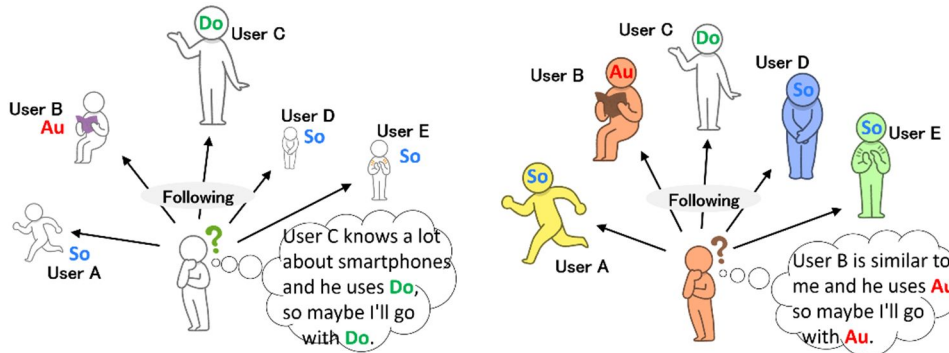 Do
User C
User B
Au
User D
So
User E
So
Following
So
User A
?
User C knows a lot
about smartphones
and he uses Do,
so maybe I'll go
with Do.
User C
Do
User B
Au
User D
So
So
User E
So
Following
User A
?
User B is similar to
me and he uses Au
so maybe I'll go
with Au.